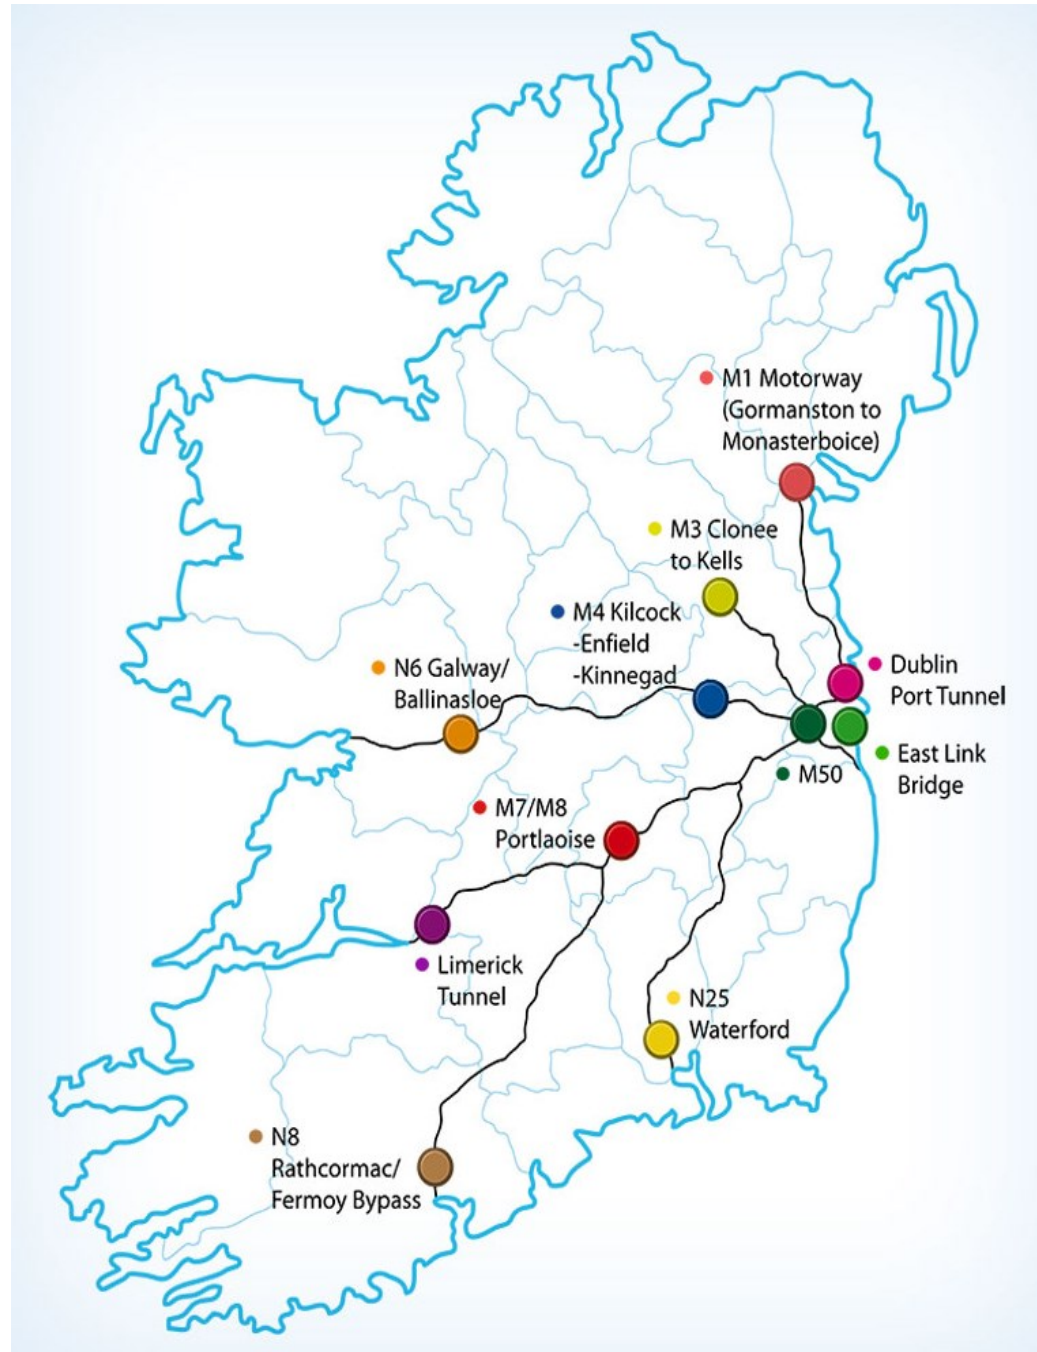 M1 Motorway
(Gormanston to
Monasterboice)
M3 Clonee
to Kells
M4 Kilcock
-Enfield
-Kinnegad
N6 Galway/
Ballinasloe
Dublin
Port Tunnel
East Link
Bridge
M50
M7/M8
Portlaoise
Limerick
Tunnel
N25
Waterford
N8
Rathcormac/
Fermoy Bypass